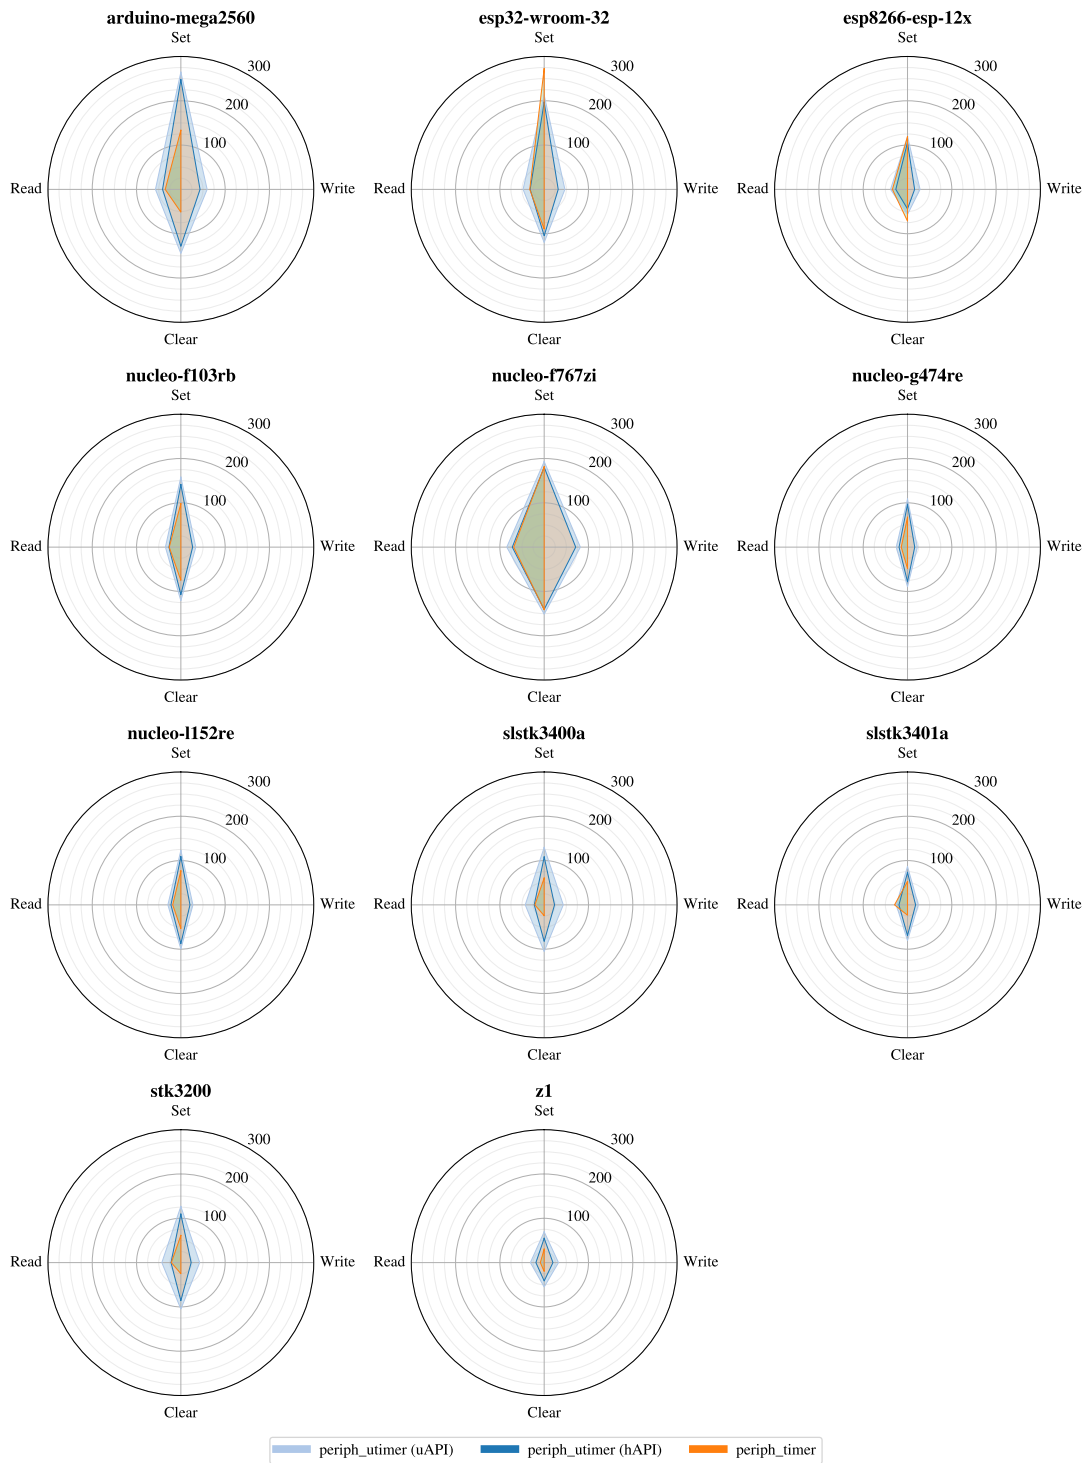 arduino-mega2560
Set
300
200
100
Read
Write
Clear
esp32-wroom-32
Set
300
200
100
Read
Write
Clear
esp8266-esp-12x
Set
300
200
100
Read
Write
Clear
nucleo-f103rb
Set
300
200
100
Read
Write
Clear
nucleo-f767zi
Set
300
200
100
Read
Write
Clear
nucleo-g474re
Set
300
200
100
Read
Write
Clear
nucleo-l152re
Set
300
200
100
Read
Write
Clear
slstk3400a
Set
300
200
100
Read
Write
Clear
slstk3401a
Set
300
200
100
Read
Write
Clear
stk3200
Set
300
200
100
Read
Write
Clear
z1
Set
300
200
100
Read
Write
Clear
periph_utimer (uAPI)
periph_utimer (hAPI)
periph_timer